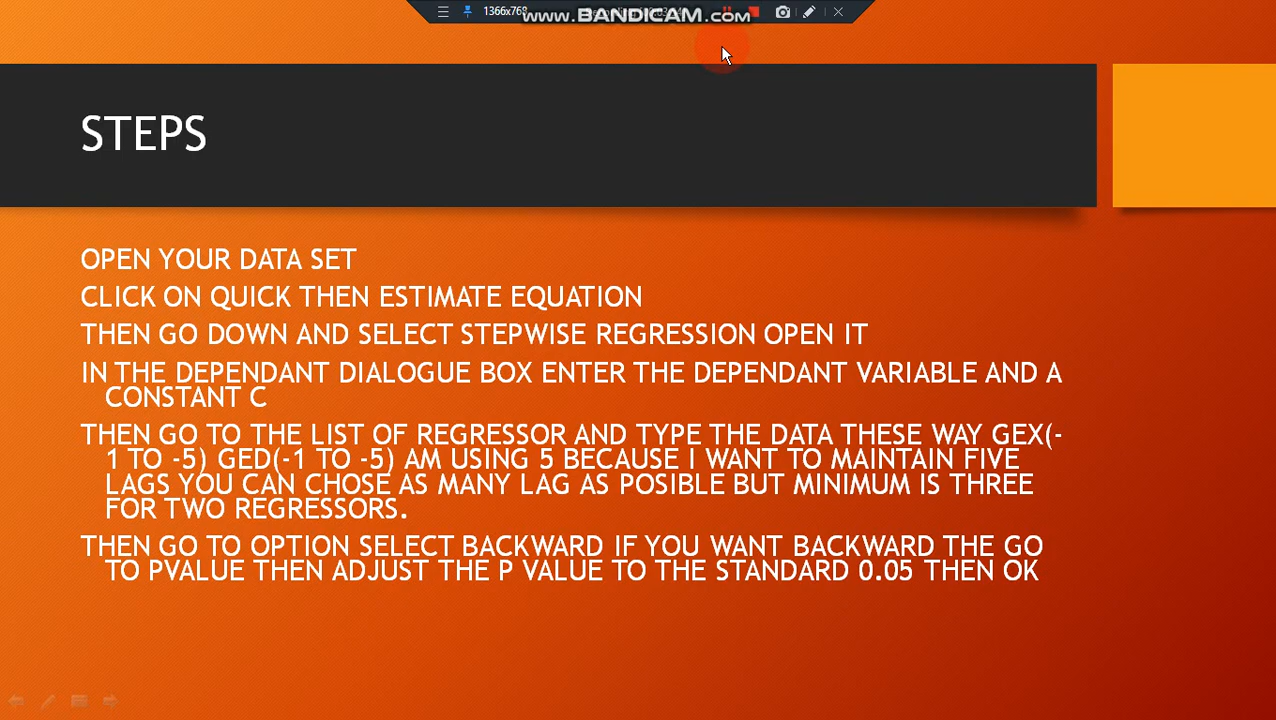 1366x768
www.BANDICAM.com
STEPS
OPEN YOUR DATA SET
CLICK ON QUICK THEN ESTIMATE EQUATION
THEN GO DOWN AND SELECT STEPWISE REGRESSION OPEN IT
IN THE DEPENDANT DIALOGUE BOX ENTER THE DEPENDANT VARIABLE AND A
CONSTANT C
THEN GO TO THE LIST OF REGRESSOR AND TYPE THE DATA THESE WAY GEX(-
1 TO -5) GED(-1 TO -5) AM USING 5 BECAUSE I WANT TO MAINTAIN FIVE
LAGS YOU CAN CHOSE AS MANY LAG AS POSIBLE BUT MINIMUM IS THREE
FOR TWO REGRESSORS.
THEN GO TO OPTION SELECT BACKWARD IF YOU WANT BACKWARD THE GO
TO PVALUE THEN ADJUST THE P VALUE TO THE STANDARD 0.05 THEN OK